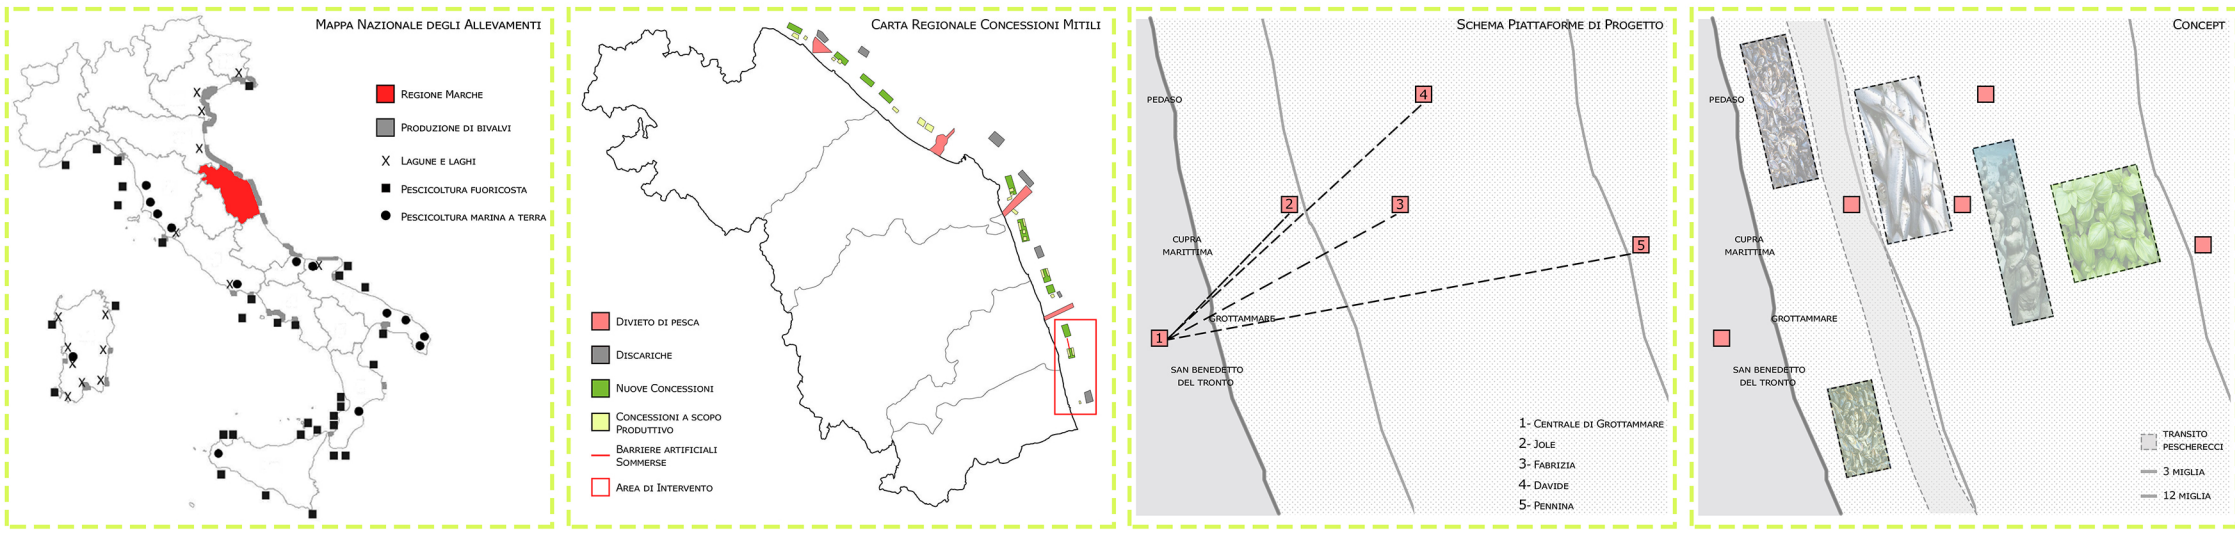 Mappa Nazionale degli Allevamenti
Regione Marche
Produzione di bivalvi
Lagune e laghi
Pescicoltura fuoricosta
Pescicoltura marina a terra
Carta Regionale Concessioni Mitili
Divieto di pesca
Discariche
Nuove Concessioni
Concessioni a scopo
Produttivo
Barriere artificiali
Sommerse
Area di Intervento
Schema Piattaforme di Progetto
Pedaso
4
2
3
Cupra
Marittima
5
Grottammare
1
San Benedetto
del Tronto
1- Centrale di Grottammare
2- Jole
3- Fabrizia
4- Davide
5- Pennina
Concept
Pedaso
Cupra
Marittima
Grottammare
San Benedetto
del Tronto
Transito
Pescherecci
3 miglia
12 miglia